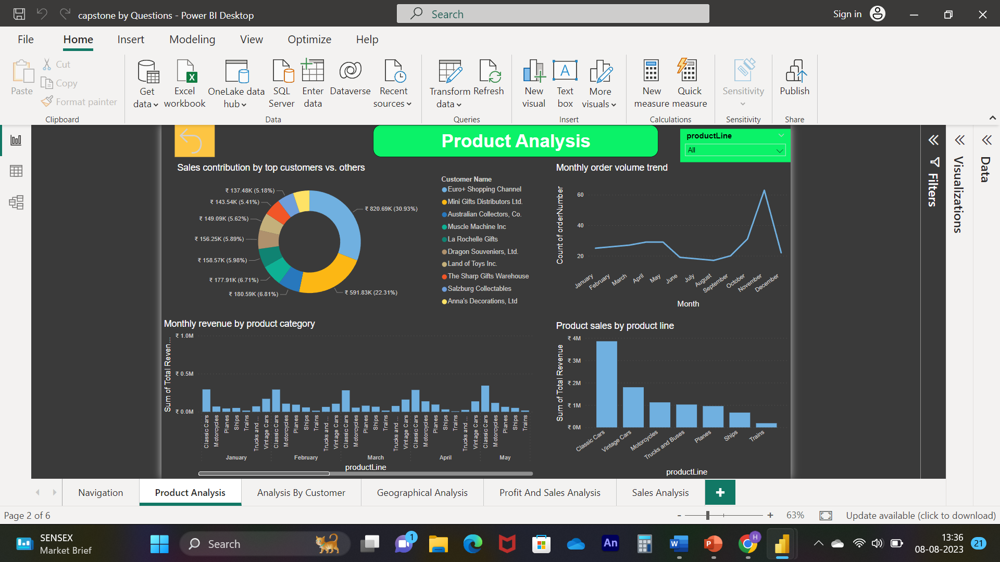 capstone by Questions - Power BI Desktop
Search
Sign in
File Home Insert Modeling View Optimize Help
Paste
Cut
Copy
Format painter
Clipboard
Get data
Excel workbook
OneLake data hub
SQL Server
Enter data
Dataverse
Recent sources
Data
Transform data
Refresh
Queries
New visual
Text box
More visuals
Insert
New measure
Quick measure
Calculations
Sensitivity
Sensitivity
Publish
Share
Product Analysis
productLine
All
Filters
Visualizations
Data
Sales contribution by top customers vs. others
₹ 137.48K (5.18%)
₹ 143.54K (5.41%)
₹ 149.09K (5.62%)
₹ 156.25K (5.89%)
₹ 158.57K (5.98%)
₹ 177.91K (6.71%)
₹ 180.59K (6.81%)
₹ 820.69K (30.93%)
₹ 591.83K (22.31%)
Customer Name
Euro+ Shopping Channel
Mini Gifts Distributors Ltd.
Australian Collectors, Co.
Muscle Machine Inc
La Rochelle Gifts
Dragon Souveniers, Ltd.
Land of Toys Inc.
The Sharp Gifts Warehouse
Salzburg Collectables
Anna's Decorations, Ltd
Monthly order volume trend
Count of orderNumber
60
40
20
January February March April May June July August September October November December
Month
Monthly revenue by product category
Sum of Total Reven...
₹ 1.0M
₹ 0.5M
₹ 0.0M
Classic Cars Motorcycles Planes Ships Trains Trucks and ... Vintage Cars Classic Cars Motorcycles Planes Ships Trains Trucks and ... Vintage Cars Classic Cars Motorcycles Planes Ships Trains Trucks and ... Vintage Cars Classic Cars Motorcycles Planes Ships Trains Trucks and ... Vintage Cars Classic Cars Motorcycles Planes Ships Trains
January February March April May
productLine
Product sales by product line
Sum of Total Revenue
₹ 4M
₹ 3M
₹ 2M
₹ 1M
₹ 0M
Classic Cars Vintage Cars Motorcycles Trucks and Buses Planes Ships Trains
productLine
Navigation Product Analysis Analysis By Customer Geographical Analysis Profit And Sales Analysis Sales Analysis +
Page 2 of 6
- + 63%
Update available (click to download)
SENSEX
Market Brief
Search
1
An
W
P
H
13:36
08-08-2023
21